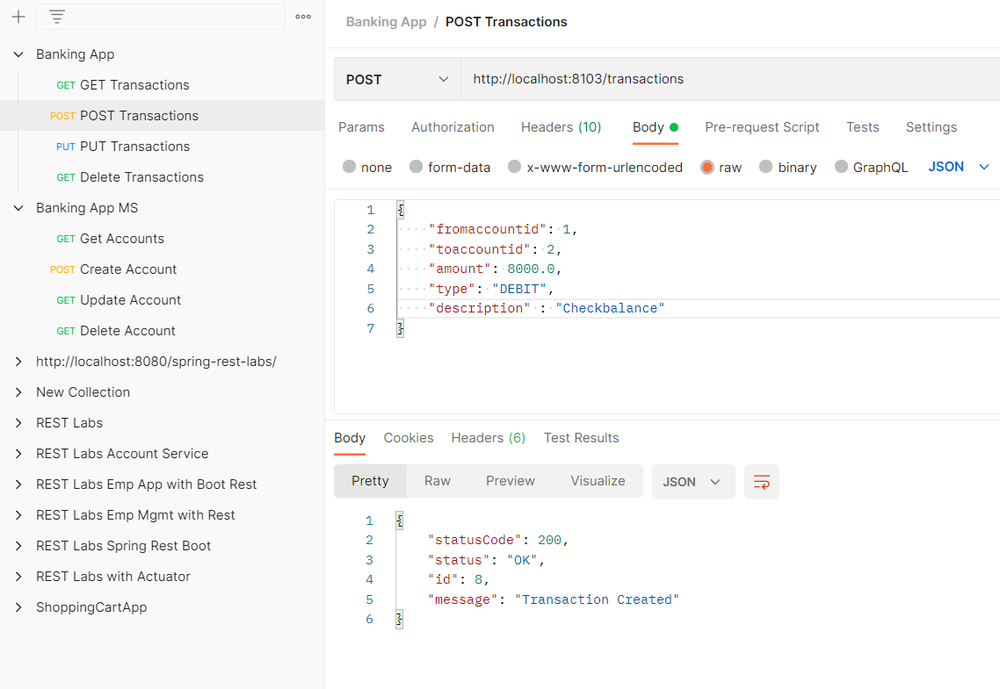 Banking App
GET GET Transactions
POST POST Transactions
PUT PUT Transactions
GET Delete Transactions
Banking App MS
GET Get Accounts
POST Create Account
GET Update Account
GET Delete Account
http://localhost:8080/spring-rest-labs/
New Collection
REST Labs
REST Labs Account Service
REST Labs Emp App with Boot Rest
REST Labs Emp Mgmt with Rest
REST Labs Spring Rest Boot
REST Labs with Actuator
ShoppingCartApp
Banking App / POST Transactions
POST http://localhost:8103/transactions
Params Authorization Headers (10) Body Pre-request Script Tests Settings
none form-data x-www-form-urlencoded raw binary GraphQL JSON
1 {
2 "fromaccountid": 1,
3 "toaccountid": 2,
4 "amount": 8000.0,
5 "type": "DEBIT",
6 "description" : "Checkbalance"
7 }
Body Cookies Headers (6) Test Results
Pretty Raw Preview Visualize JSON
1 {
2 "statusCode": 200,
3 "status": "OK",
4 "id": 8,
5 "message": "Transaction Created"
6 }